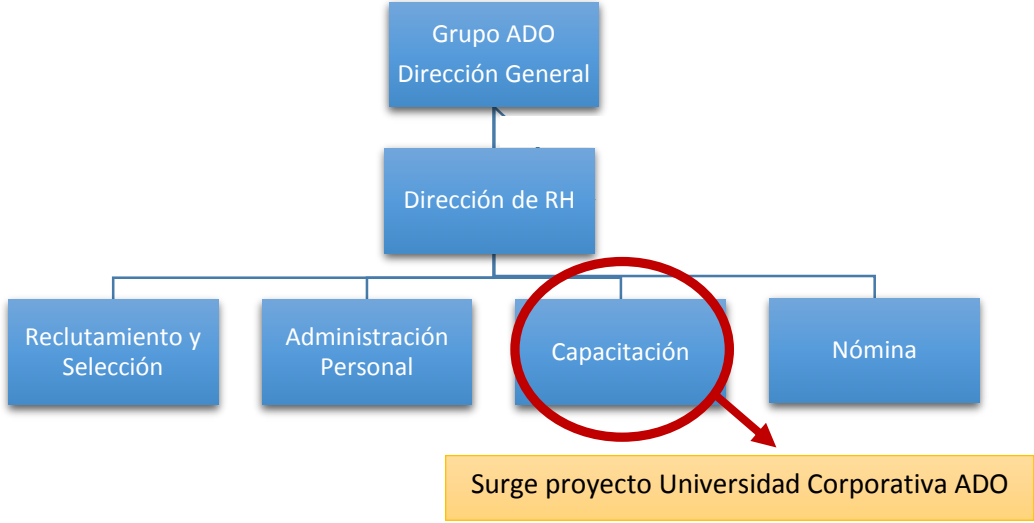 Grupo ADO
Dirección General
Dirección de RH
Reclutamiento y
Selección
Administración
Personal
Capacitación
Nómina
Surge proyecto Universidad Corporativa ADO